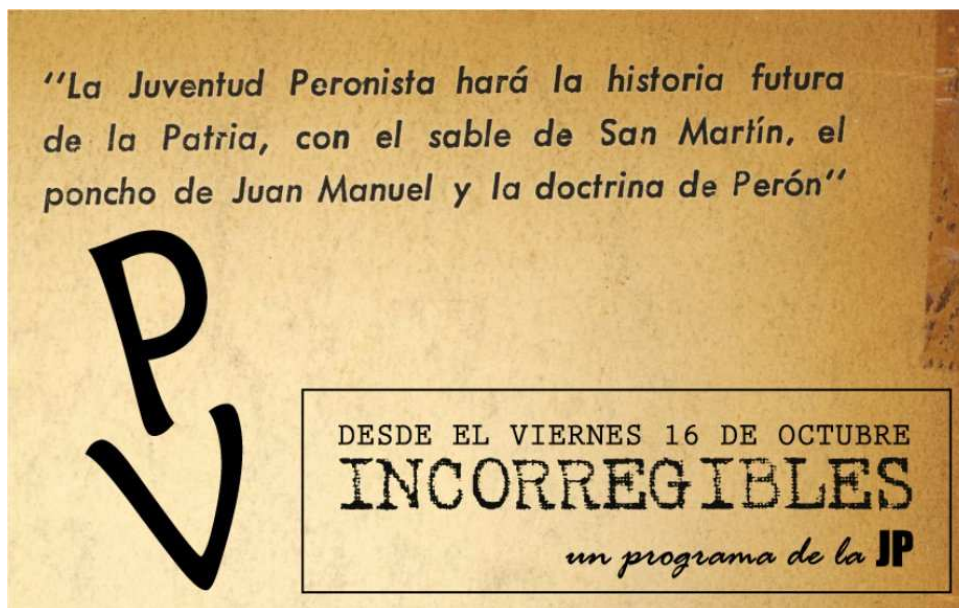 ‘‘La Juventud Peronista hará la historia futura
de la Patria, con el sable de San Martín, el
poncho de Juan Manuel y la doctrina de Perón’’
P
V
DESDE EL VIERNES 16 DE OCTUBRE
INCORREGIBLES
un programa de la JP